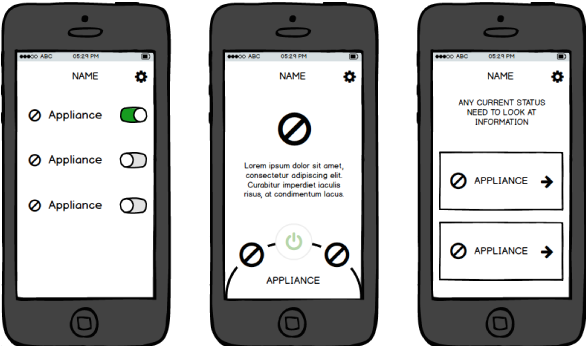 ABC 05:29 PM
NAME
Appliance
Appliance
Appliance
ABC 05:29 PM
NAME
Lorem ipsum dolor sit amet,
consectetur adipiscing elit.
Curabitur imperdiet iaculis
risus, at condimentum lacus.
APPLIANCE
ABC 05:29 PM
NAME
ANY CURRENT STATUS
NEED TO LOOK AT
INFORMATION
APPLIANCE
APPLIANCE